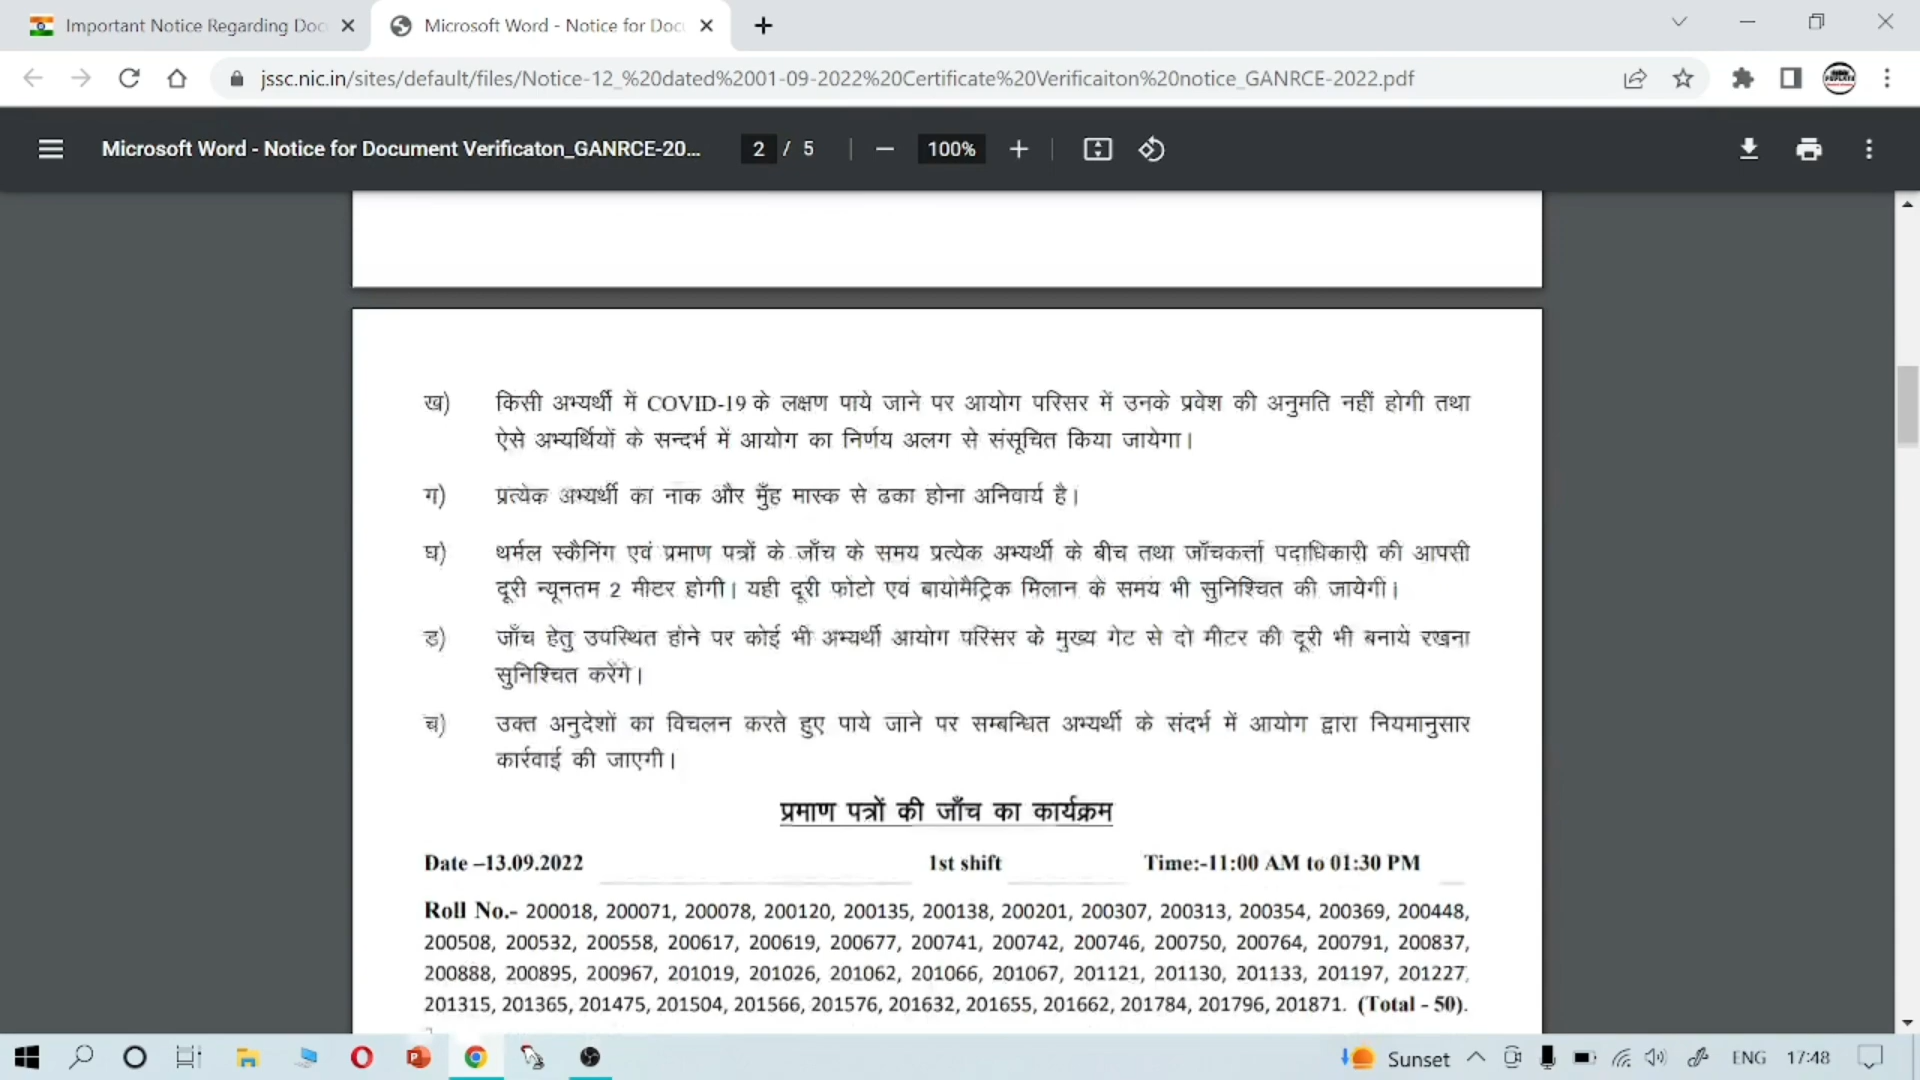 Important Notice Regarding Doc
Microsoft Word - Notice for Docu
jssc.nic.in/sites/default/files/Notice-12_%20dated%2001-09-2022%20Certificate%20Verificaiton%20notice_GANRCE-2022.pdf
Microsoft Word - Notice for Document Verificaton_GANRCE-20... 2 / 5 100%
ख) किसी अभ्यर्थी में COVID-19 के लक्षण पाये जाने पर आयोग परिसर में उनके प्रवेश की अनुमति नहीं होगी तथा
ऐसे अभ्यर्थियों के सन्दर्भ में आयोग का निर्णय अलग से संसूचित किया जायेगा।
ग) प्रत्येक अभ्यर्थी का नाक और मुँह मास्क से ढका होना अनिवार्य है।
घ) थर्मल स्कैनिंग एवं प्रमाण पत्रों के जाँच के समय प्रत्येक अभ्यर्थी के बीच तथा जाँचकर्त्ता पदाधिकारी की आपसी
दूरी न्यूनतम 2 मीटर होगी। यही दूरी फोटो एवं बायोमैट्रिक मिलान के समय भी सुनिश्चित की जायेगी।
ड) जाँच हेतु उपस्थित होने पर कोई भी अभ्यर्थी आयोग परिसर के मुख्य गेट से दो मीटर की दूरी भी बनाये रखना
सुनिश्चित करेंगे।
च) उक्त अनुदेशों का विचलन करते हुए पाये जाने पर सम्बन्धित अभ्यर्थी के संदर्भ में आयोग द्वारा नियमानुसार
कार्रवाई की जाएगी।
प्रमाण पत्रों की जाँच का कार्यक्रम
Date –13.09.2022 1st shift Time:-11:00 AM to 01:30 PM
Roll No.- 200018, 200071, 200078, 200120, 200135, 200138, 200201, 200307, 200313, 200354, 200369, 200448,
200508, 200532, 200558, 200617, 200619, 200677, 200741, 200742, 200746, 200750, 200764, 200791, 200837,
200888, 200895, 200967, 201019, 201026, 201062, 201066, 201067, 201121, 201130, 201133, 201197, 201227,
201315, 201365, 201475, 201504, 201566, 201576, 201632, 201655, 201662, 201784, 201796, 201871. (Total - 50).
Sunset ENG 17:48